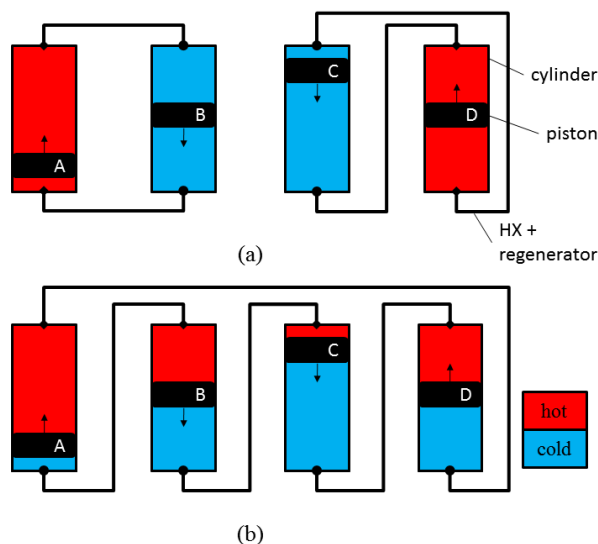 A
B
C
D
cylinder
piston
HX +
regenerator
(a)
A
B
C
D
hot
cold
(b)